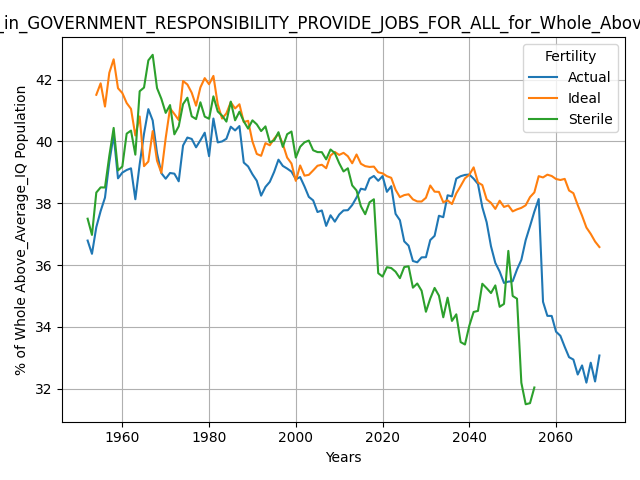 _in_GOVERNMENT_RESPONSIBILITY_PROVIDE_JOBS_FOR_ALL_for_Whole_Above
Fertility
Actual
Ideal
Sterile
% of Whole Above_Average_IQ Population
42
40
38
36
34
32
1960 1980 2000 2020 2040 2060
Years